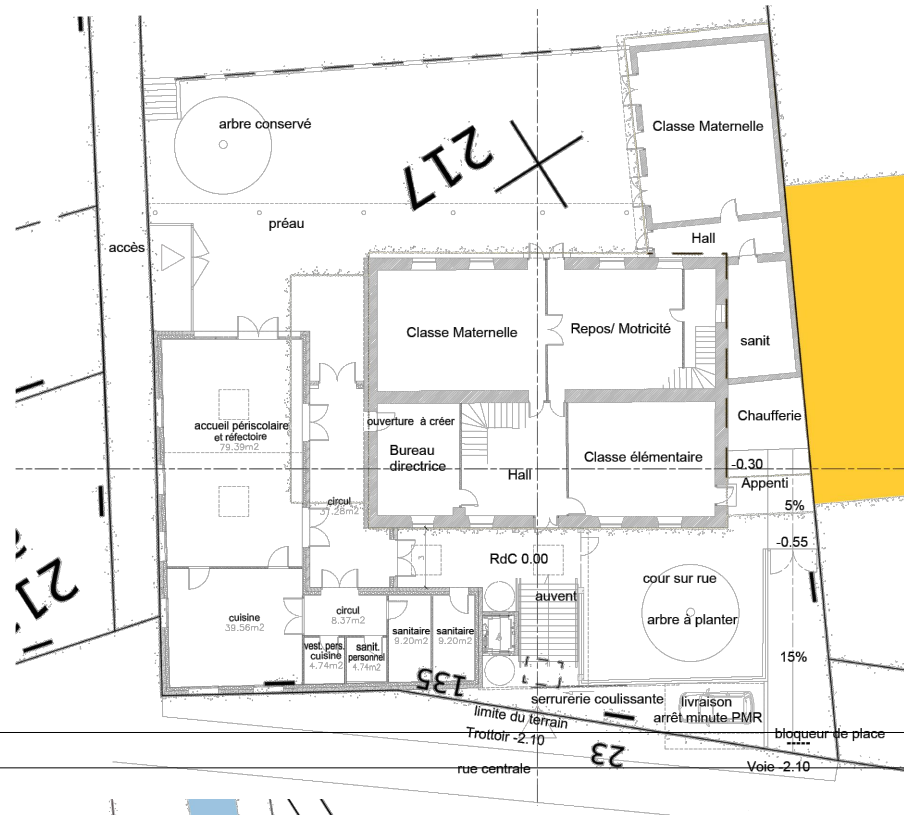 arbre conservé
Classe Maternelle
217
préau
accès
Hall
Classe Maternelle
Repos/ Motricité
sanit
accueil périscolaire
et réfectoire
79.39m2
ouverture à créer
Bureau
directrice
Hall
Classe élémentaire
Chaufferie
-0.30
Appenti
5%
-0.55
circul
37.28m2
3
RdC 0.00
cour sur rue
auvent
arbre à planter
cuisine
39.56m2
circul
8.37m2
sanitaire
9.20m2
sanitaire
9.20m2
vest. pers.
cuisine
4.74m2
sanit.
personnel
4.74m2
15%
135
serrurerie coulissante
livraison
arrêt minute PMR
limite du terrain
Trottoir -2.10
bloqueur de place
23
rue centrale
Voie -2.10